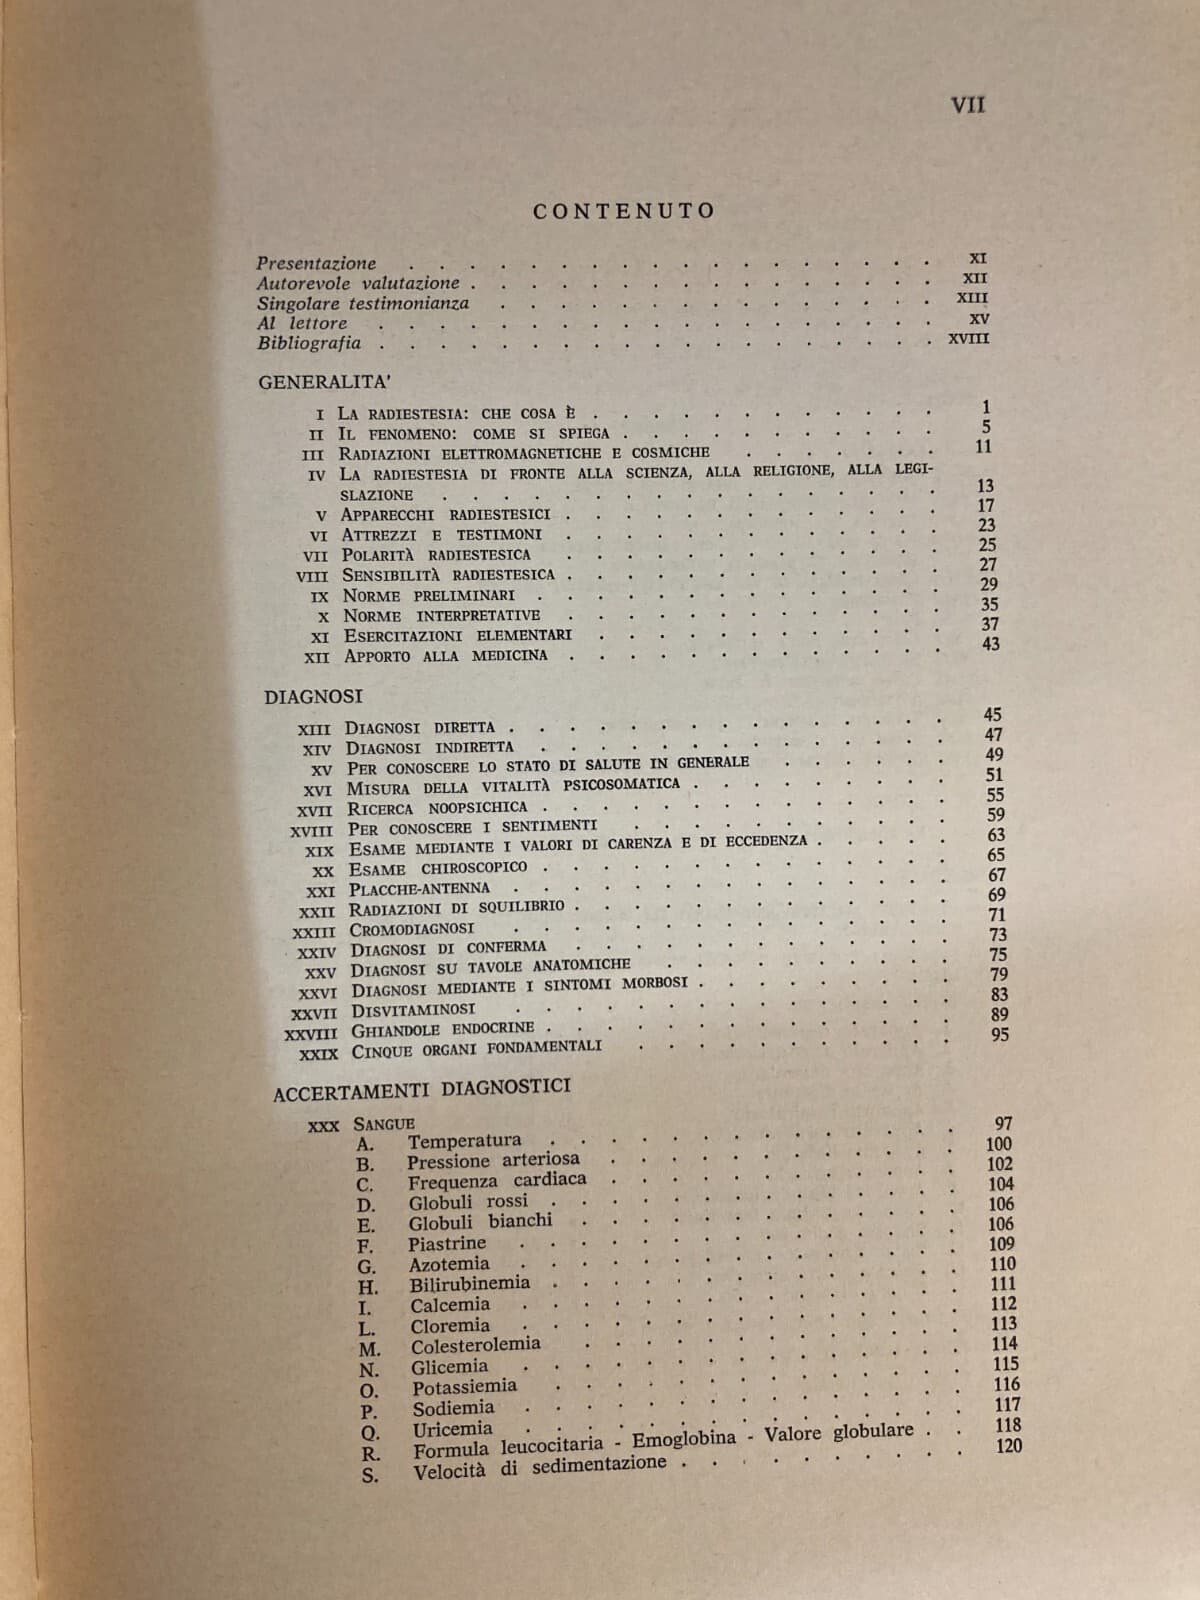 VII
CONTENUTO
Presentazione . . . . . . . . . . . . . . . . . . XI
Autorevole valutazione . . . . . . . . . . . . . . . . XII
Singolare testimonianza . . . . . . . . . . . . . . . XIII
Al lettore . . . . . . . . . . . . . . . . . . . XV
Bibliografia . . . . . . . . . . . . . . . . . . . XVIII
GENERALITA'
I LA RADIESTESIA: CHE COSA È . . . . . . . . . . . . 1
II IL FENOMENO: COME SI SPIEGA . . . . . . . . . . . 5
III RADIAZIONI ELETTROMAGNETICHE E COSMICHE . . . . . . . 11
IV LA RADIESTESIA DI FRONTE ALLA SCIENZA, ALLA RELIGIONE, ALLA LEGI-
SLAZIONE . . . . . . . . . . . . . . . . . 13
V APPARECCHI RADIESTESICI . . . . . . . . . . . . . 17
VI ATTREZZI E TESTIMONI . . . . . . . . . . . . . 23
VII POLARITÀ RADIESTESICA . . . . . . . . . . . . . 25
VIII SENSIBILITÀ RADIESTESICA . . . . . . . . . . . . . 27
IX NORME PRELIMINARI . . . . . . . . . . . . . . 29
X NORME INTERPRETATIVE . . . . . . . . . . . . . 35
XI ESERCITAZIONI ELEMENTARI . . . . . . . . . . . . 37
XII APPORTO ALLA MEDICINA . . . . . . . . . . . . . 43
DIAGNOSI
XIII DIAGNOSI DIRETTA . . . . . . . . . . . . . . . 45
XIV DIAGNOSI INDIRETTA . . . . . . . . . . . . . . 47
XV PER CONOSCERE LO STATO DI SALUTE IN GENERALE . . . . . . 49
XVI MISURA DELLA VITALITÀ PSICOSOMATICA . . . . . . . . . 51
XVII RICERCA NOOPSICHICA . . . . . . . . . . . . . . 55
XVIII PER CONOSCERE I SENTIMENTI . . . . . . . . . . . 59
XIX ESAME MEDIANTE I VALORI DI CARENZA E DI ECCEDENZA . . . . . 63
XX ESAME CHIROSCOPICO . . . . . . . . . . . . . . 65
XXI PLACCHE-ANTENNA . . . . . . . . . . . . . . . 67
XXII RADIAZIONI DI SQUILIBRIO . . . . . . . . . . . . . 69
XXIII CROMODIAGNOSI . . . . . . . . . . . . . . . 71
XXIV DIAGNOSI DI CONFERMA . . . . . . . . . . . . . 73
XXV DIAGNOSI SU TAVOLE ANATOMICHE . . . . . . . . . . 75
XXVI DIAGNOSI MEDIANTE I SINTOMI MORBOSI . . . . . . . . . 79
XXVII DISVITAMINOSI . . . . . . . . . . . . . . . 83
XXVIII GHIANDOLE ENDOCRINE . . . . . . . . . . . . . . 89
XXIX CINQUE ORGANI FONDAMENTALI . . . . . . . . . . . 95
ACCERTAMENTI DIAGNOSTICI
XXX SANGUE
A. Temperatura . . . . . . . . . . . . . . 97
B. Pressione arteriosa . . . . . . . . . . . . 100
C. Frequenza cardiaca . . . . . . . . . . . . 102
D. Globuli rossi . . . . . . . . . . . . . . 104
E. Globuli bianchi . . . . . . . . . . . . . 106
F. Piastrine . . . . . . . . . . . . . . . 106
G. Azotemia . . . . . . . . . . . . . . . 109
H. Bilirubinemia . . . . . . . . . . . . . . 110
I. Calcemia . . . . . . . . . . . . . . . 111
L. Cloremia . . . . . . . . . . . . . . . 112
M. Colesterolemia . . . . . . . . . . . . . 113
N. Glicemia . . . . . . . . . . . . . . . 114
O. Potassiemia . . . . . . . . . . . . . . 115
P. Sodiemia . . . . . . . . . . . . . . . 116
Q. Uricemia . . . . . . . . . . . . . . . 117
R. Formula leucocitaria - Emoglobina - Valore globulare . . 118
S. Velocità di sedimentazione . . . . . . . . . . 120